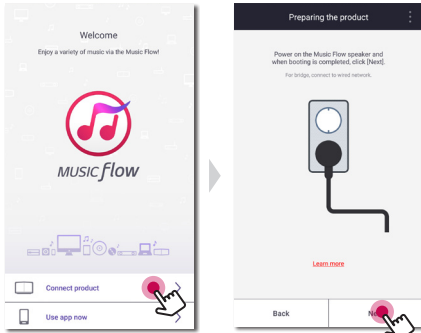 Welcome
Enjoy a variety of music via the Music Flow!
MUSIC flow
Connect product
Use app now
Preparing the product
Power on the Music Flow speaker and
when booting is completed, click [Next].
For bridge, connect to wired network.
Learn more
Back